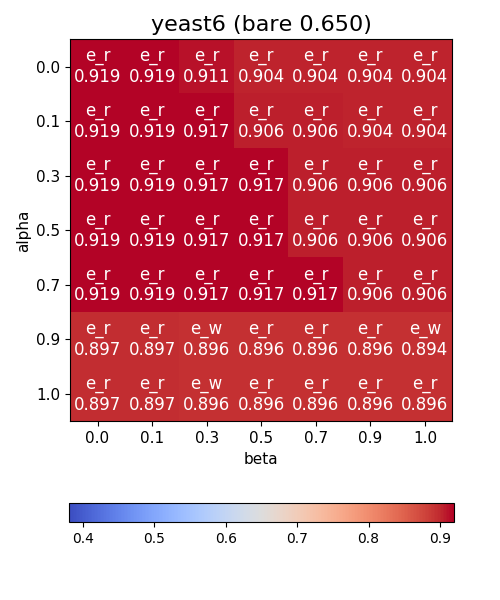 yeast6 (bare 0.650)
e_r e_r e_r e_r e_r e_r e_r
0.0 0.919 0.919 0.911 0.904 0.904 0.904 0.904
e_r e_r e_r e_r e_r e_r e_r
0.1 0.919 0.919 0.917 0.906 0.906 0.904 0.904
e_r e_r e_r e_r e_r e_r e_r
0.3 0.919 0.919 0.917 0.917 0.906 0.906 0.906
alpha
e_r e_r e_r e_r e_r e_r e_r
0.5 0.919 0.919 0.917 0.917 0.906 0.906 0.906
e_r e_r e_r e_r e_r e_r e_r
0.7 0.919 0.919 0.917 0.917 0.917 0.906 0.906
e_r e_r e_w e_r e_r e_r e_w
0.9 0.897 0.897 0.896 0.896 0.896 0.896 0.894
e_r e_r e_w e_r e_r e_r e_r
1.0 0.897 0.897 0.896 0.896 0.896 0.896 0.896
0.0 0.1 0.3 0.5 0.7 0.9 1.0
beta
0.4 0.5 0.6 0.7 0.8 0.9